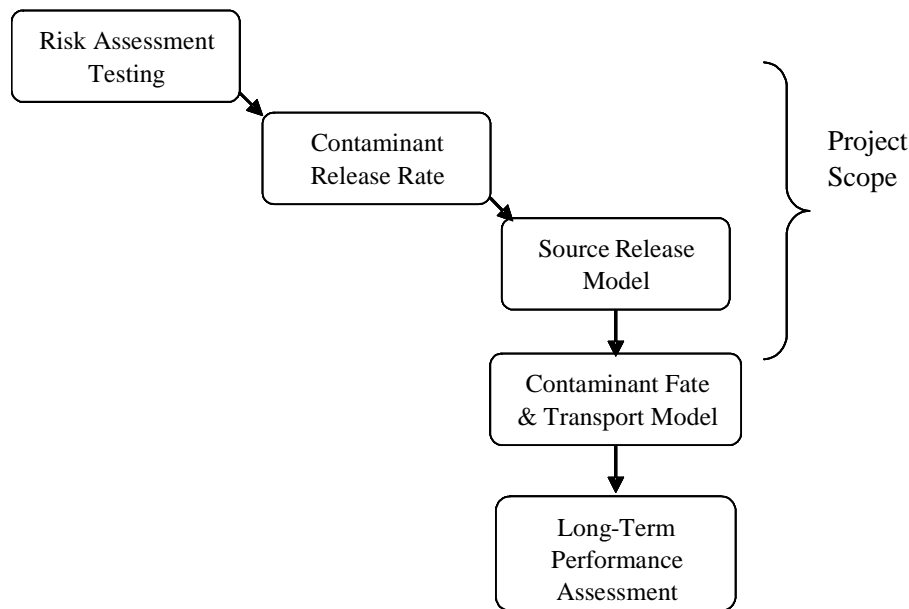 Risk Assessment
Testing
Contaminant
Release Rate
Project
Scope
Source Release
Model
Contaminant Fate
& Transport Model
Long-Term
Performance
Assessment